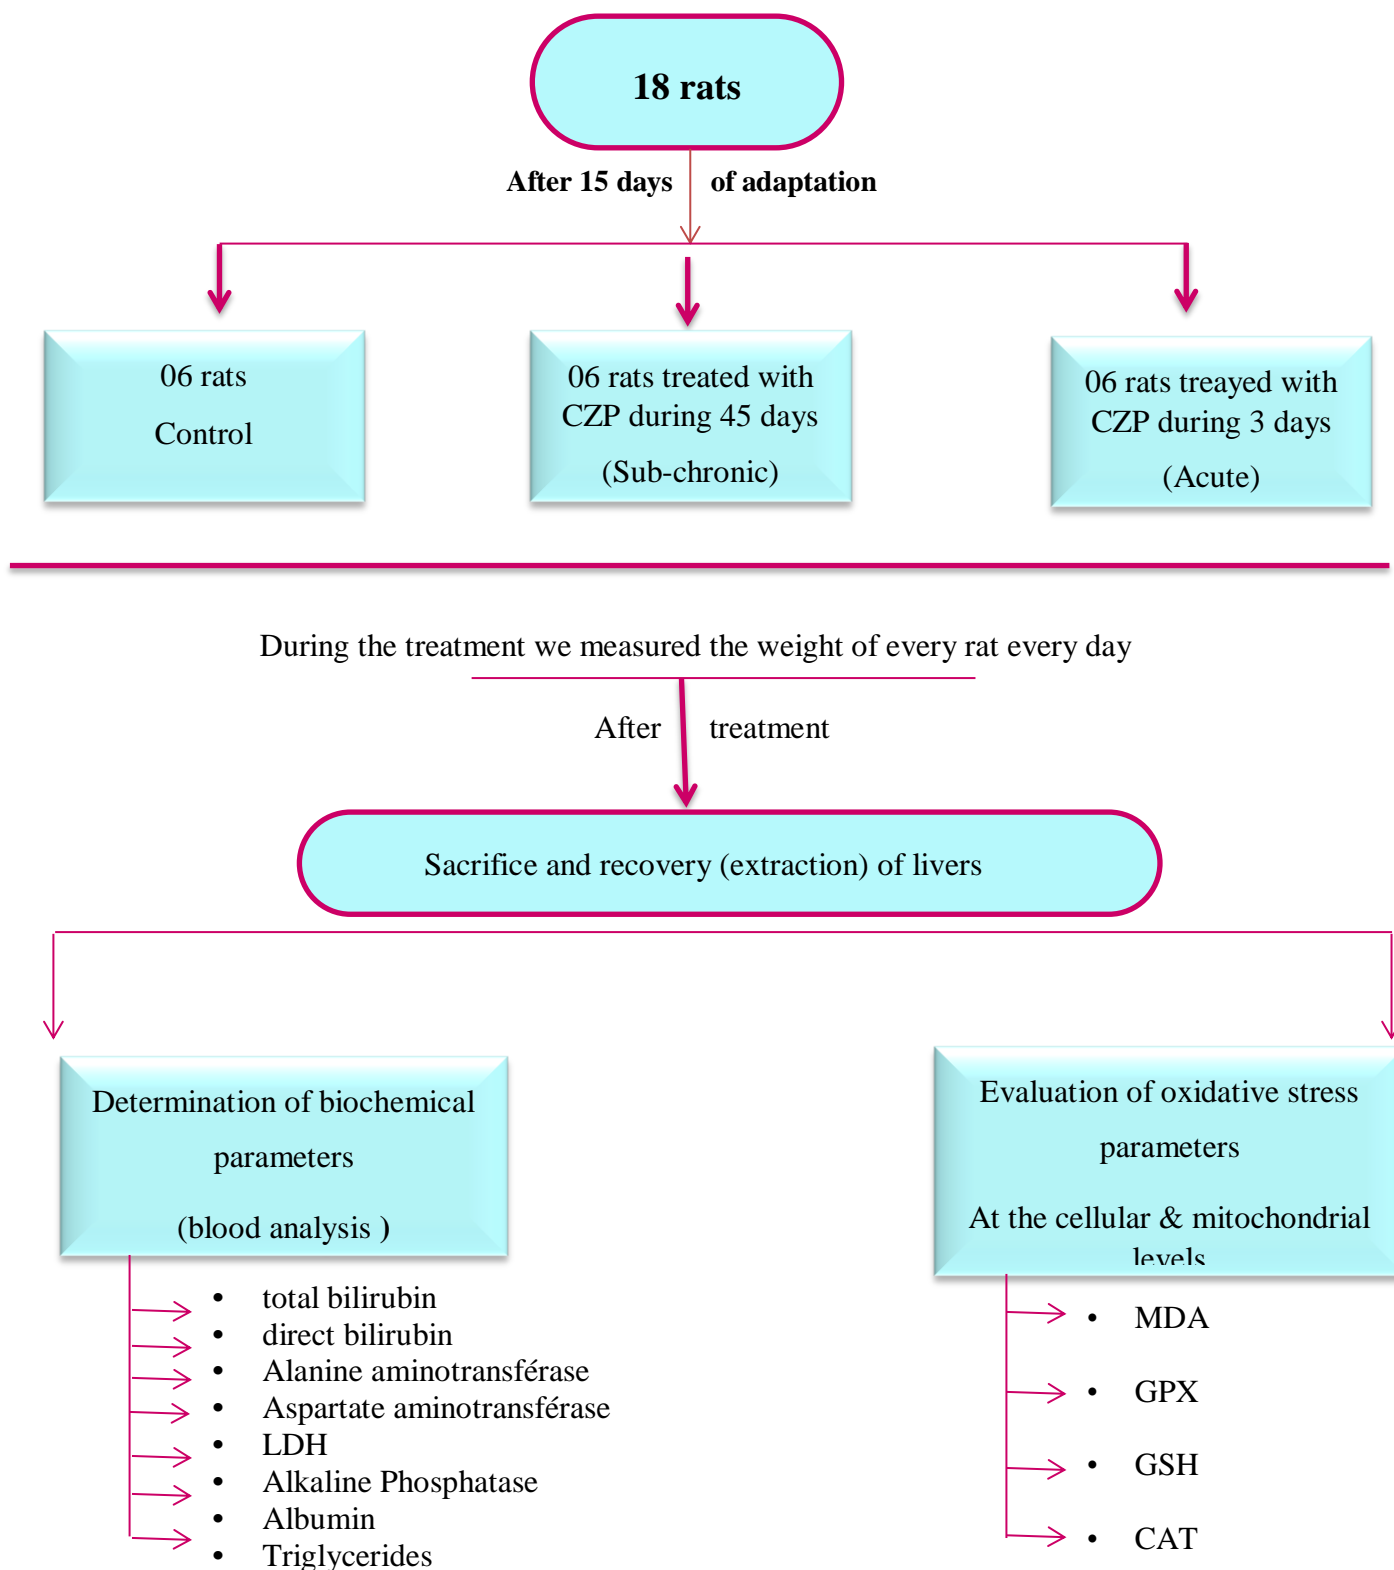 18 rats
After 15 days of adaptation
06 rats
Control
06 rats treated with
CZP during 45 days
(Sub-chronic)
06 rats treayed with
CZP during 3 days
(Acute)
During the treatment we measured the weight of every rat every day
After treatment
Sacrifice and recovery (extraction) of livers
Determination of biochemical
parameters
(blood analysis )
• total bilirubin
• direct bilirubin
• Alanine aminotransférase
• Aspartate aminotransférase
• LDH
• Alkaline Phosphatase
• Albumin
• Triglycerides
Evaluation of oxidative stress
parameters
At the cellular & mitochondrial
levels
• MDA
• GPX
• GSH
• CAT